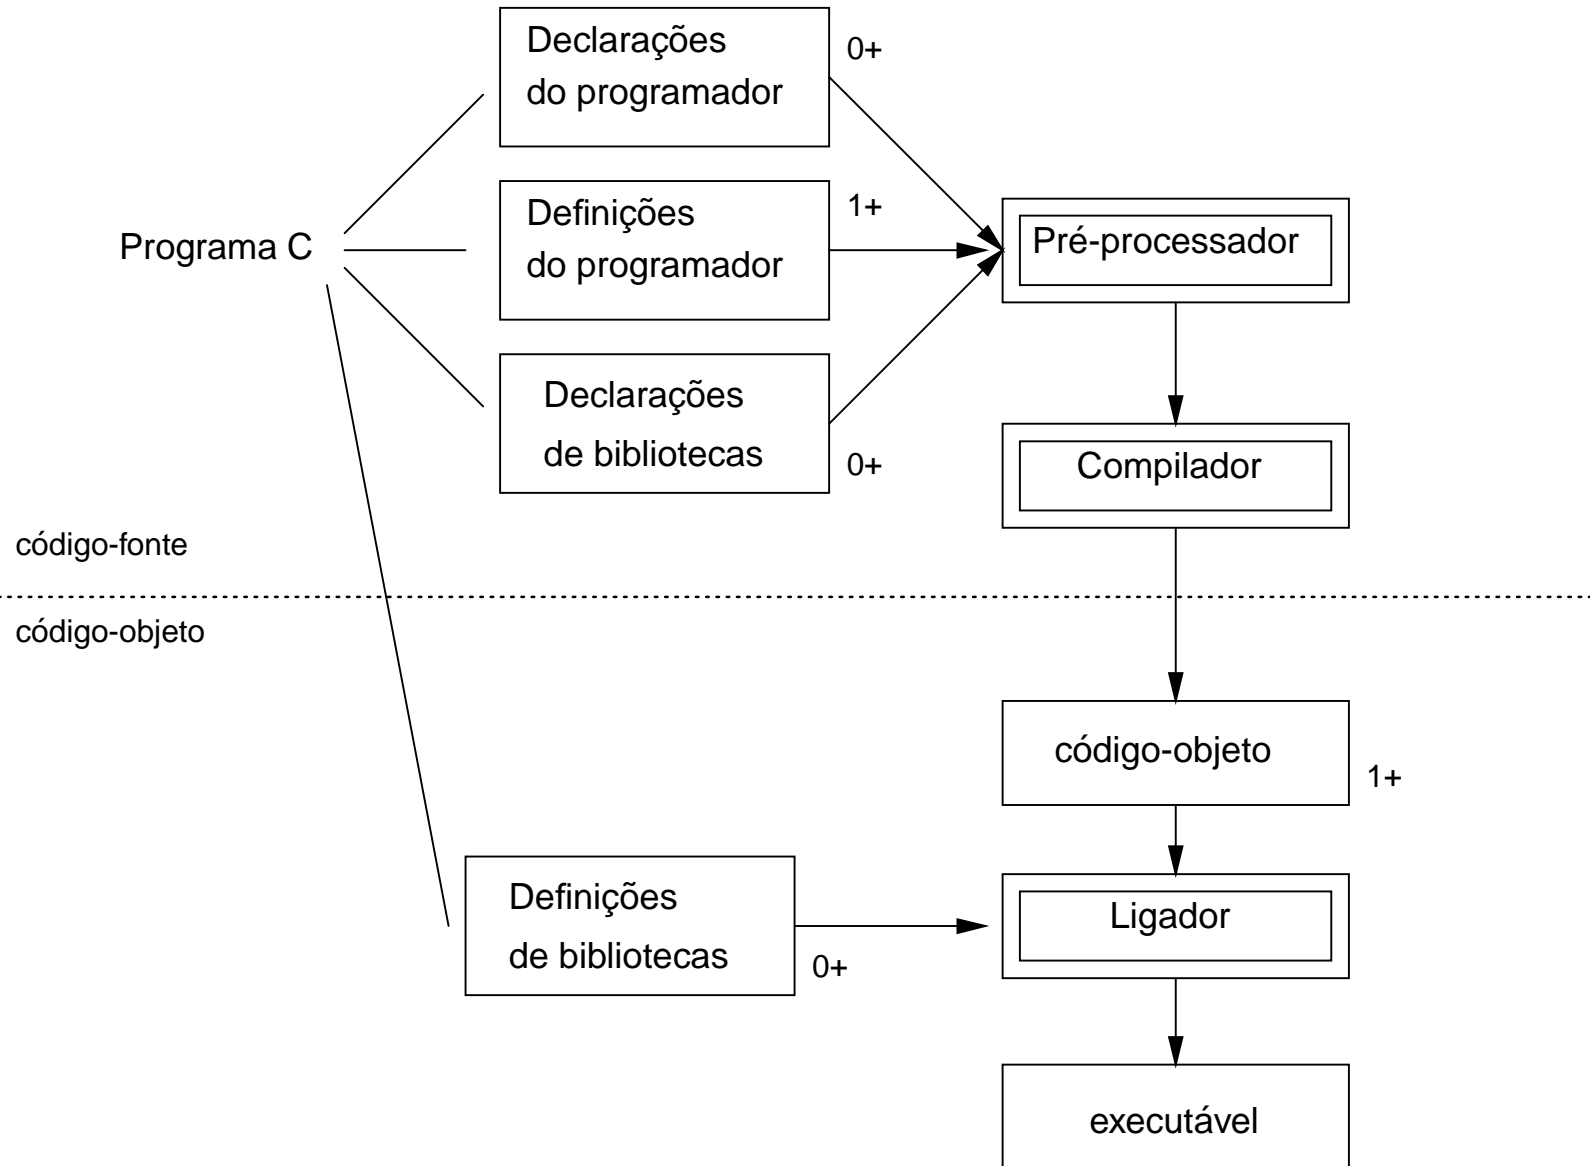 Declarações
do programador
0+
Definições
do programador
1+
Programa C
Pré-processador
Declarações
de bibliotecas
0+
Compilador
código-fonte
código-objeto
código-objeto
1+
Definições
de bibliotecas
0+
Ligador
executável